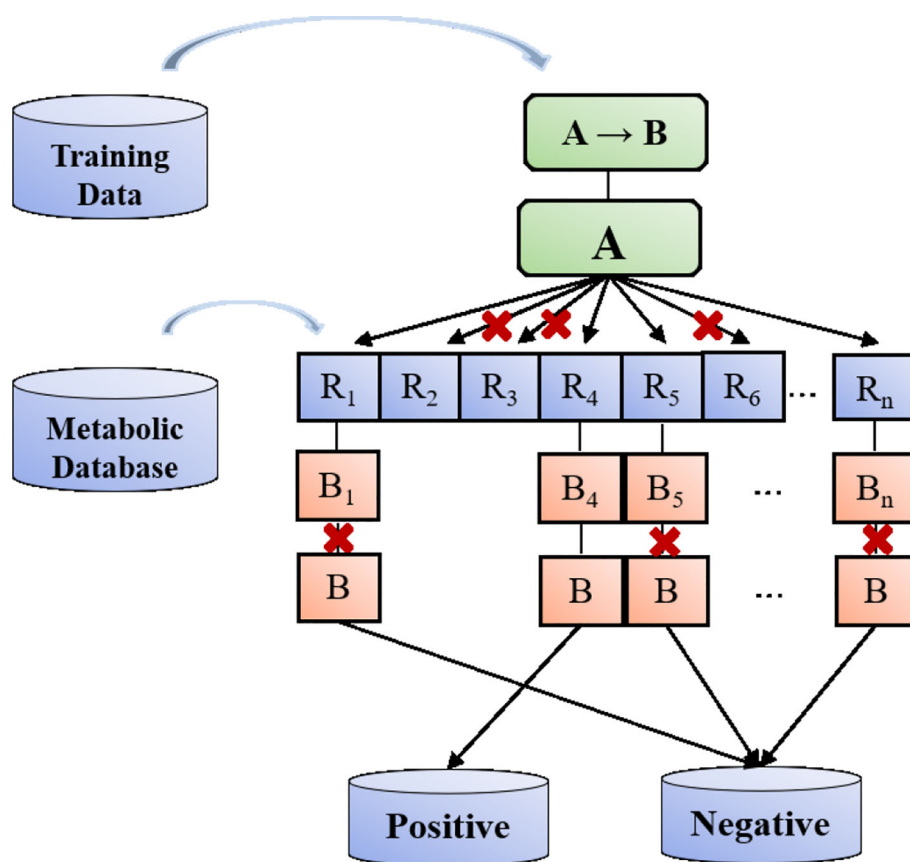 Training
Data
A → B
A
Metabolic
Database
R₁ R₂ R₃ R₄ R₅ R₆ ... Rₙ
B₁ B₄ B₅ ... Bₙ
B B B ... B
Positive
Negative